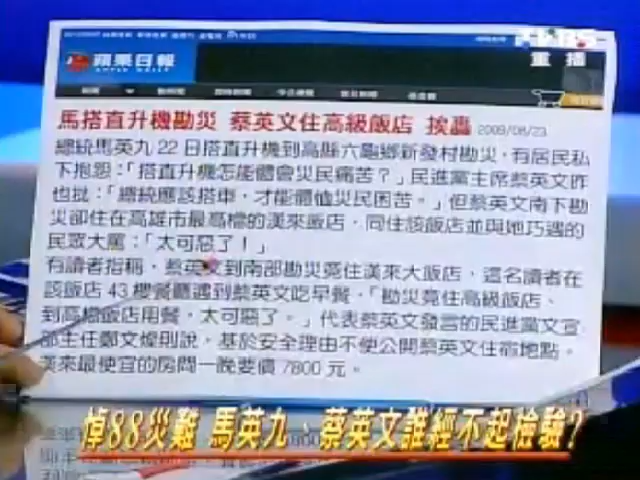 TVBS
重播
蘋果日報
APPLE DAILY
馬搭直升機勘災 蔡英文住高級飯店 挨轟 2009/08/23
總統馬英九22日搭直升機到高縣六龜鄉新發村勘災，有居民私
下抱怨：「搭直升機怎能體會災民痛苦？」民進黨主席蔡英文昨
也批：「總統應該搭車，才能體恤災民困苦。」但蔡英文南下勘
災卻住在高雄市最高檔的漢來飯店，同住該飯店並與她巧遇的
民眾大罵：「太可惡了！」
有讀者指稱，蔡英文到南部勘災竟住漢來大飯店，這名讀者在
該飯店43樓餐廳遇到蔡英文吃早餐，「勘災竟住高級飯店、
到高檔飯店用餐，太可惡了。」代表蔡英文發言的民進黨文宣
部主任鄭文燦則說，基於安全理由不便公開蔡英文住宿地點。
漢來最便宜的房間一晚要價7800元。
悼88災難 馬英九、蔡英文誰經不起檢驗?